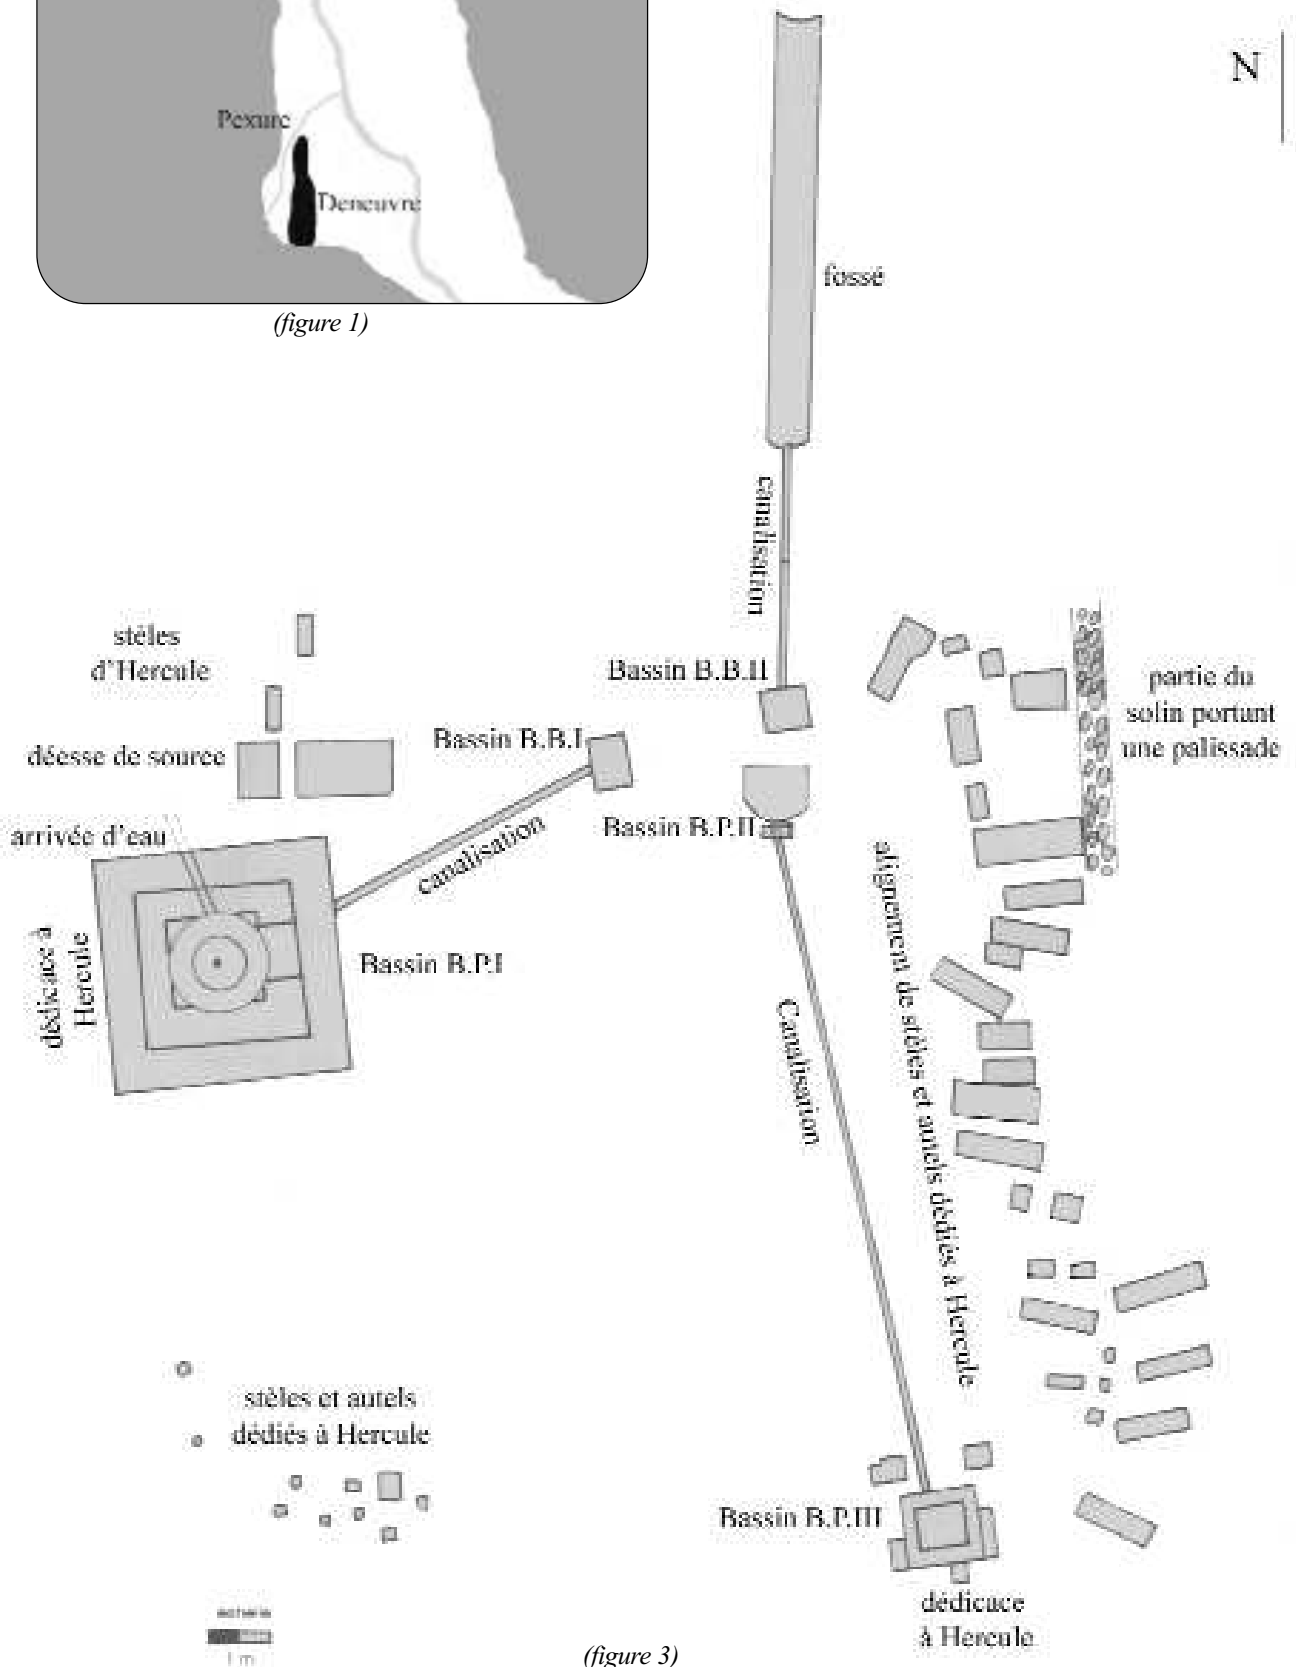 Pexure
Deneuvre
(figure 1)
N
fossé
canalisation
stèles
d'Hercule
Bassin B.B.II
partie du
solin portant
une palissade
déesse de source
Bassin B.B.I
arrivée d'eau
canalisation
Bassin B.P.II
dédicace à
Hercule
Bassin B.P.I
alignement de stèles et autels dédiés à Hercule
Canalisation
stèles et autels
dédiés à Hercule
Bassin B.P.III
dédicace
à Hercule
1 m
(figure 3)